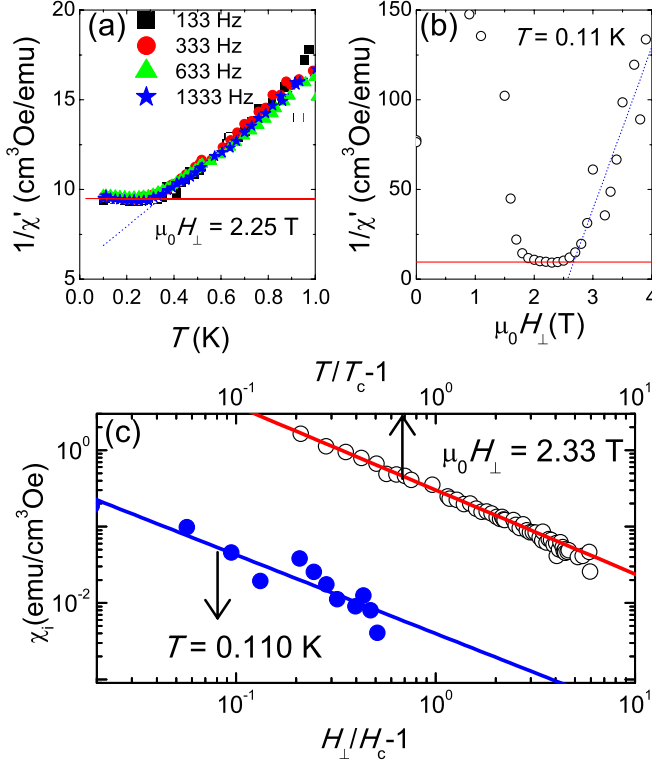 (a)
133 Hz
333 Hz
633 Hz
1333 Hz
μ₀H⊥ = 2.25 T
1/χ' (cm³Oe/emu)
20
15
10
5
0.0 0.2 0.4 0.6 0.8 1.0
T (K)
(b)
T = 0.11 K
1/χ' (cm³Oe/emu)
150
100
50
0
0 1 2 3 4
μ₀H⊥(T)
T/Tc-1
10⁻¹ 10⁰ 10¹
(c)
μ₀H⊥ = 2.33 T
T = 0.110 K
χᵢ(emu/cm³Oe)
10⁰
10⁻²
10⁻¹ 10⁰ 10¹
H⊥/Hc-1